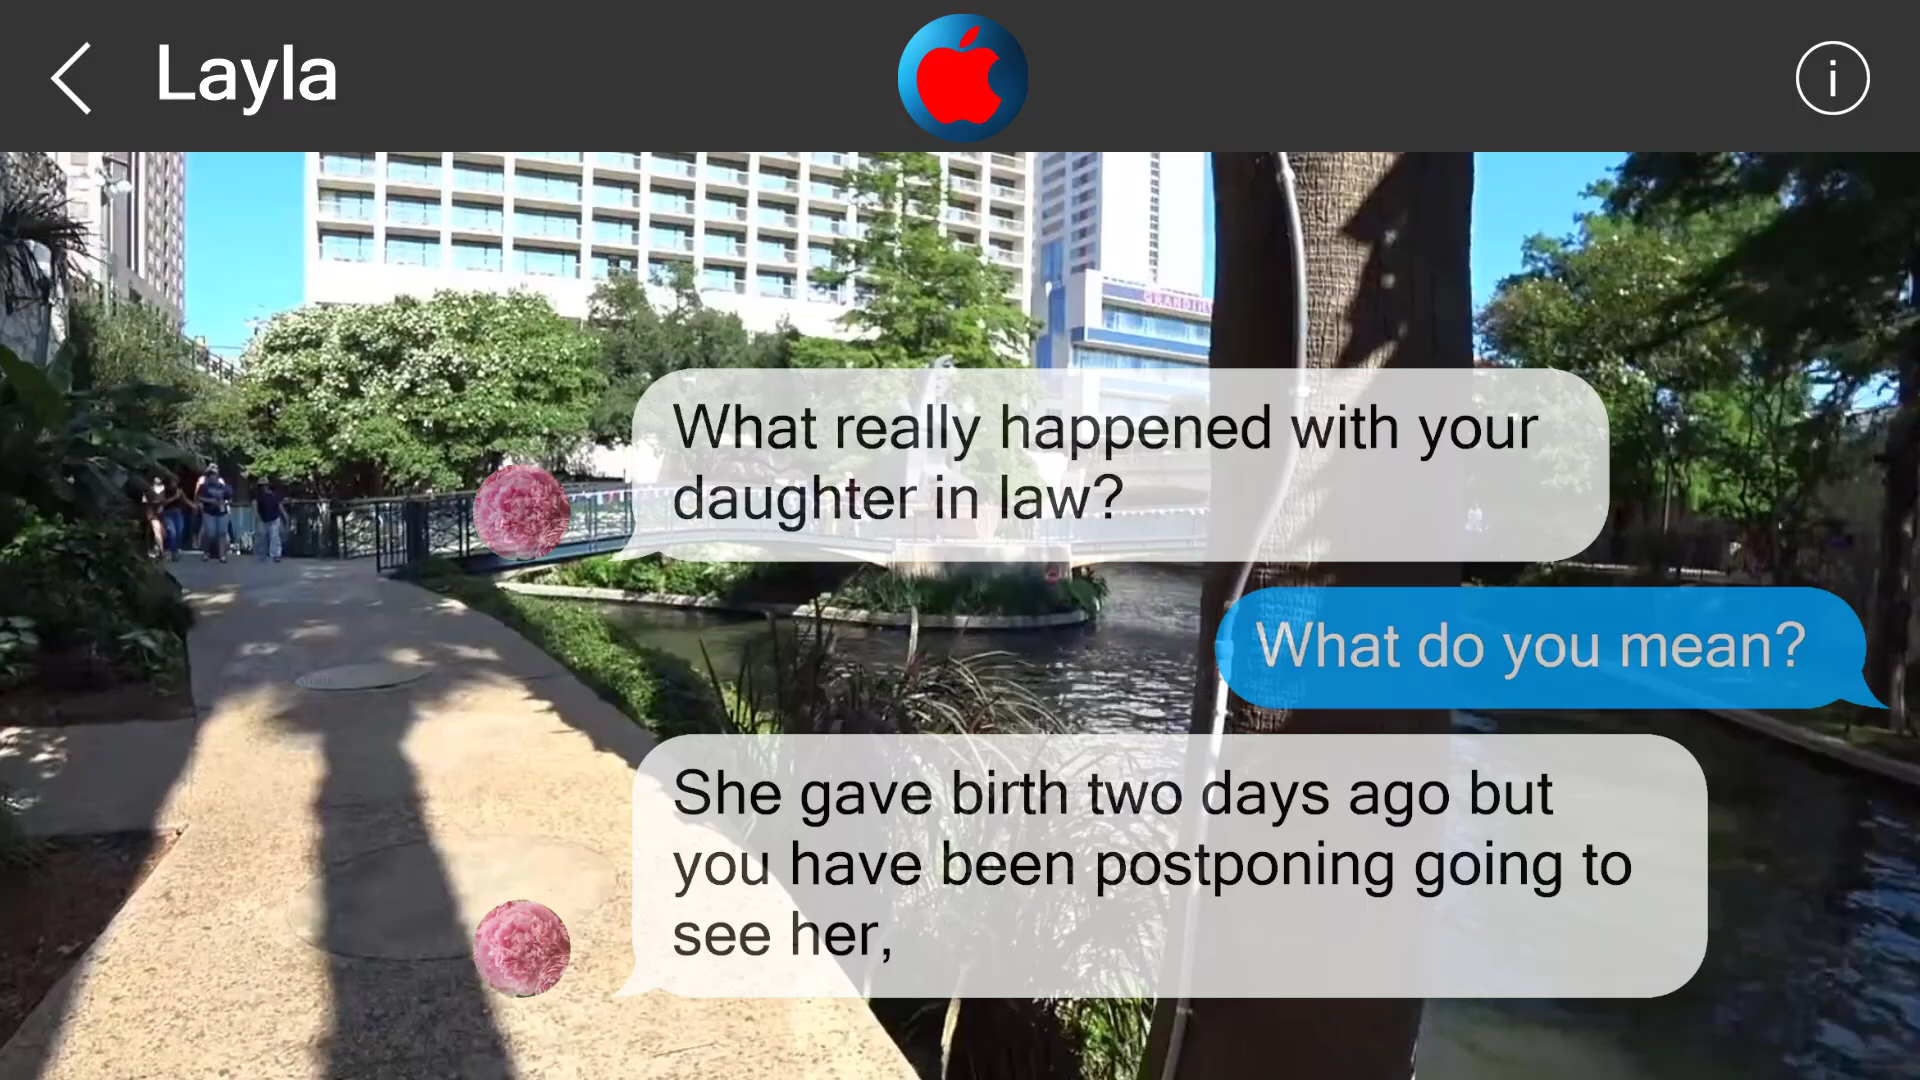 Layla
What really happened with your
daughter in law?
What do you mean?
She gave birth two days ago but
you have been postponing going to
see her,